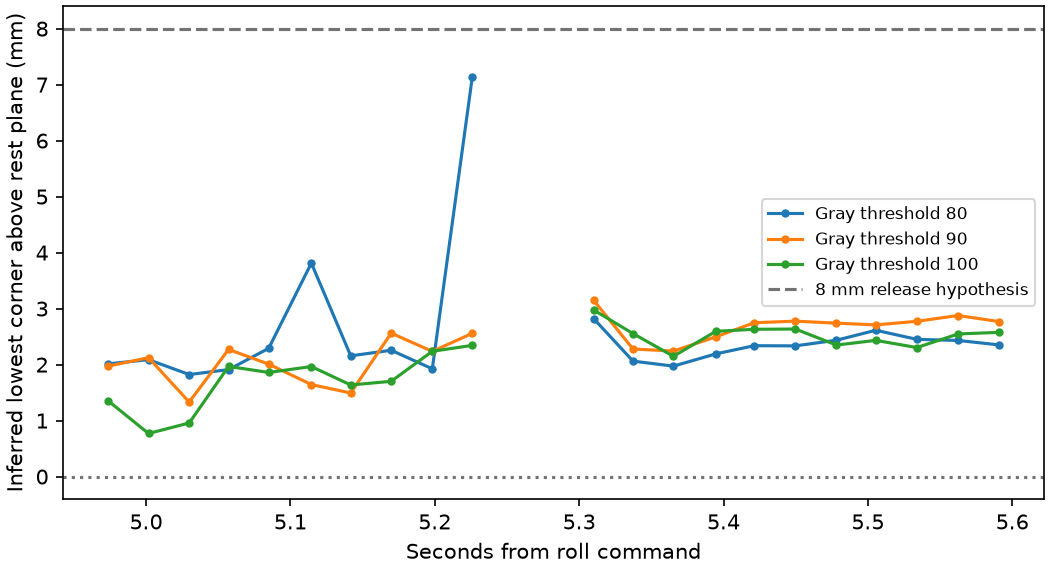 Inferred lowest corner above rest plane (mm)
8
7
6
5
4
3
2
1
0
Gray threshold 80
Gray threshold 90
Gray threshold 100
8 mm release hypothesis
5.0 5.1 5.2 5.3 5.4 5.5 5.6
Seconds from roll command